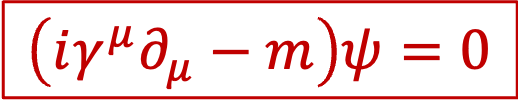 (iγ^μ ∂_μ − m)ψ = 0